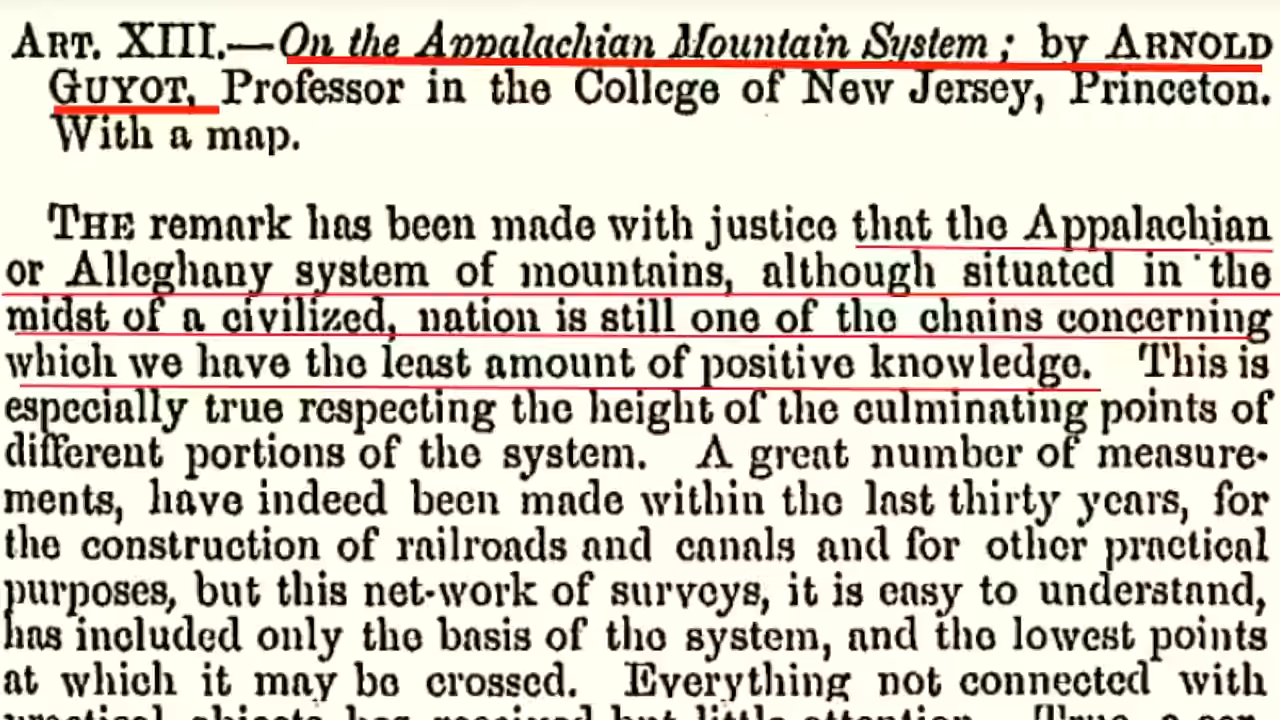 ART. XIII.—On the Appalachian Mountain System; by ARNOLD
GUYOT, Professor in the College of New Jersey, Princeton.
With a map.
THE remark has been made with justice that the Appalachian
or Alleghany system of mountains, although situated in the
midst of a civilized, nation is still one of the chains concerning
which we have the least amount of positive knowledge. This is
especially true respecting the height of the culminating points of
different portions of the system. A great number of measure-
ments, have indeed been made within the last thirty years, for
the construction of railroads and canals and for other practical
purposes, but this net-work of surveys, it is easy to understand,
has included only the basis of the system, and the lowest points
at which it may be crossed. Everything not connected with
practical objects has received but little attention.